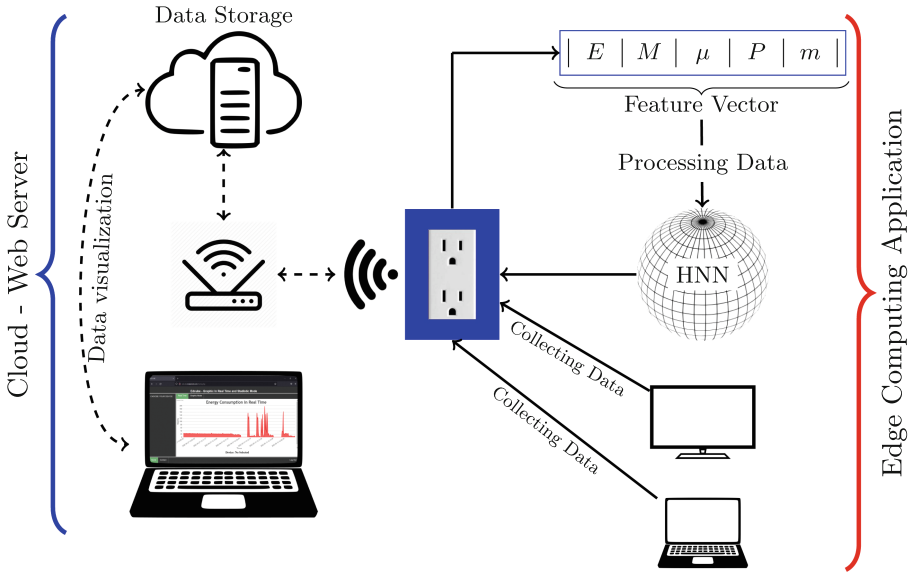 Data Storage
| E | M | μ | P | m |
Feature Vector
Processing Data
HNN
Cloud - Web Server
Data visualization
Collecting Data
Collecting Data
Edge Computing Application
Energy Consumption In Real Time